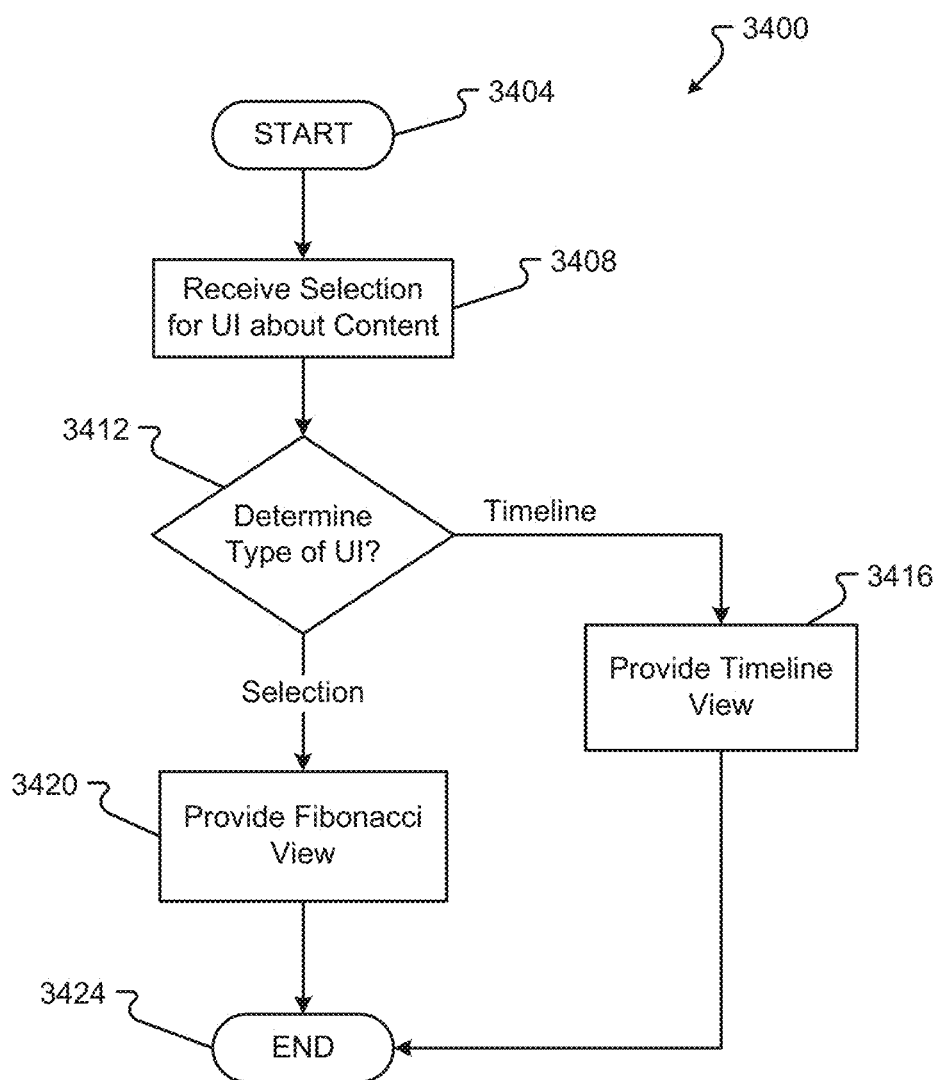 3400
3404
START
3408
Receive Selection
for UI about Content
3412
Determine
Type of UI?
Timeline
3416
Provide Timeline
View
Selection
3420
Provide Fibonacci
View
3424
END